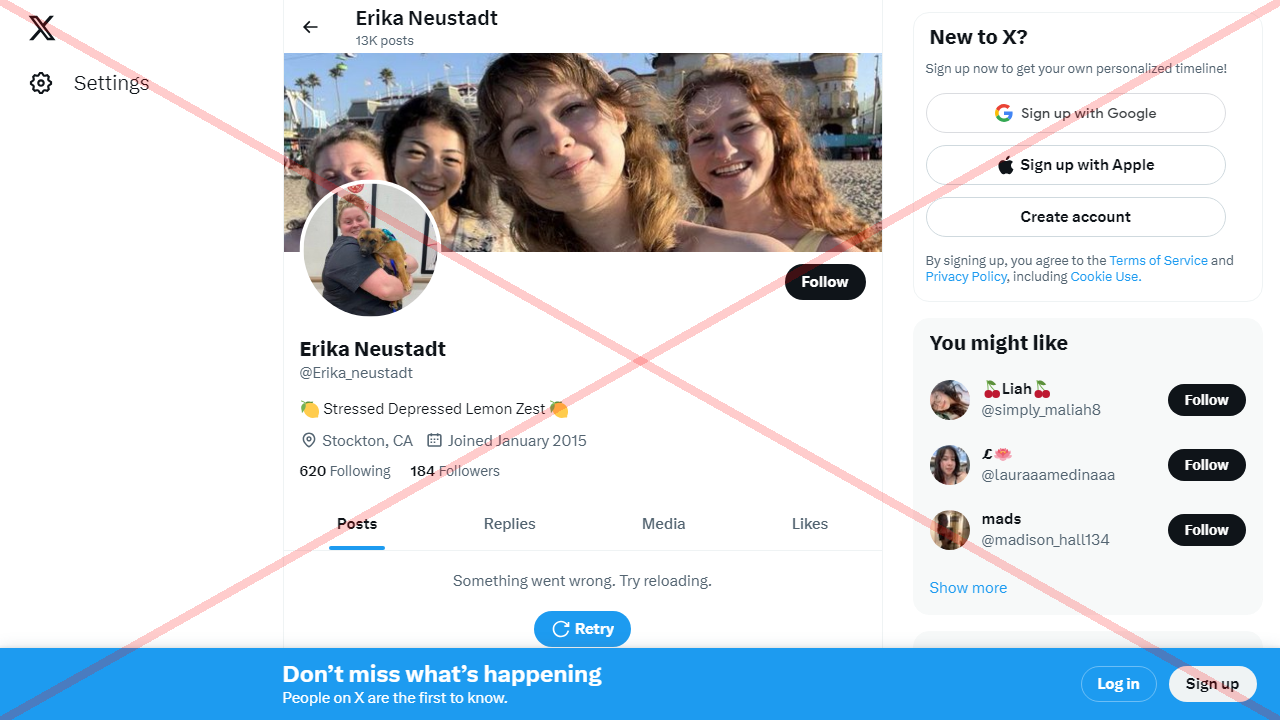 Erika Neustadt
13K posts
Settings
Follow
Erika Neustadt
@Erika_neustadt
🍋 Stressed Depressed Lemon Zest 🍋
Stockton, CA Joined January 2015
620 Following 184 Followers
Posts Replies Media Likes
Something went wrong. Try reloading.
Retry
New to X?
Sign up now to get your own personalized timeline!
Sign up with Google
Sign up with Apple
Create account
By signing up, you agree to the Terms of Service and
Privacy Policy, including Cookie Use.
You might like
🍒Liah🍒
@simply_maliah8
Follow
𝓛🪷
@lauraaamedinaaa
Follow
mads
@madison_hall134
Follow
Show more
Don’t miss what’s happening
People on X are the first to know.
Log in
Sign up